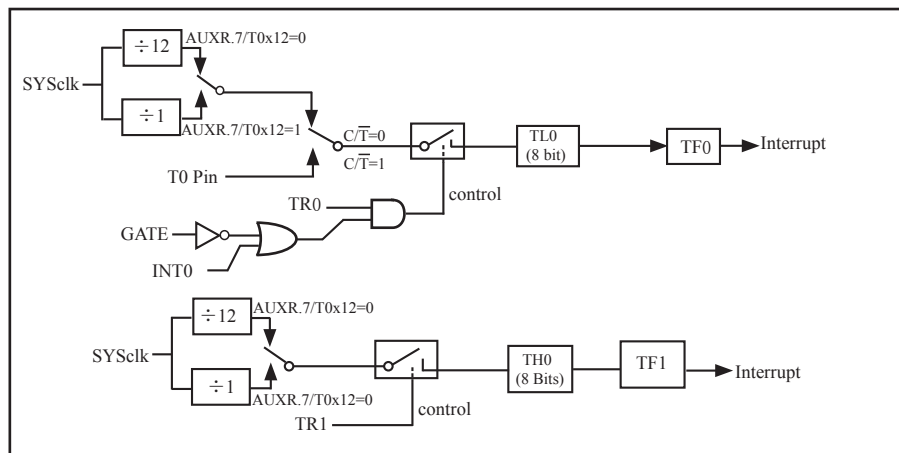 ÷12
AUXR.7/T0x12=0
SYSclk
÷1
AUXR.7/T0x12=1
C/T̅=0
C/T̅=1
T0 Pin
TL0
(8 bit)
TF0
Interrupt
control
TR0
GATE
INT0
÷12
AUXR.7/T0x12=0
SYSclk
÷1
AUXR.7/T0x12=0
TH0
(8 Bits)
TF1
Interrupt
control
TR1